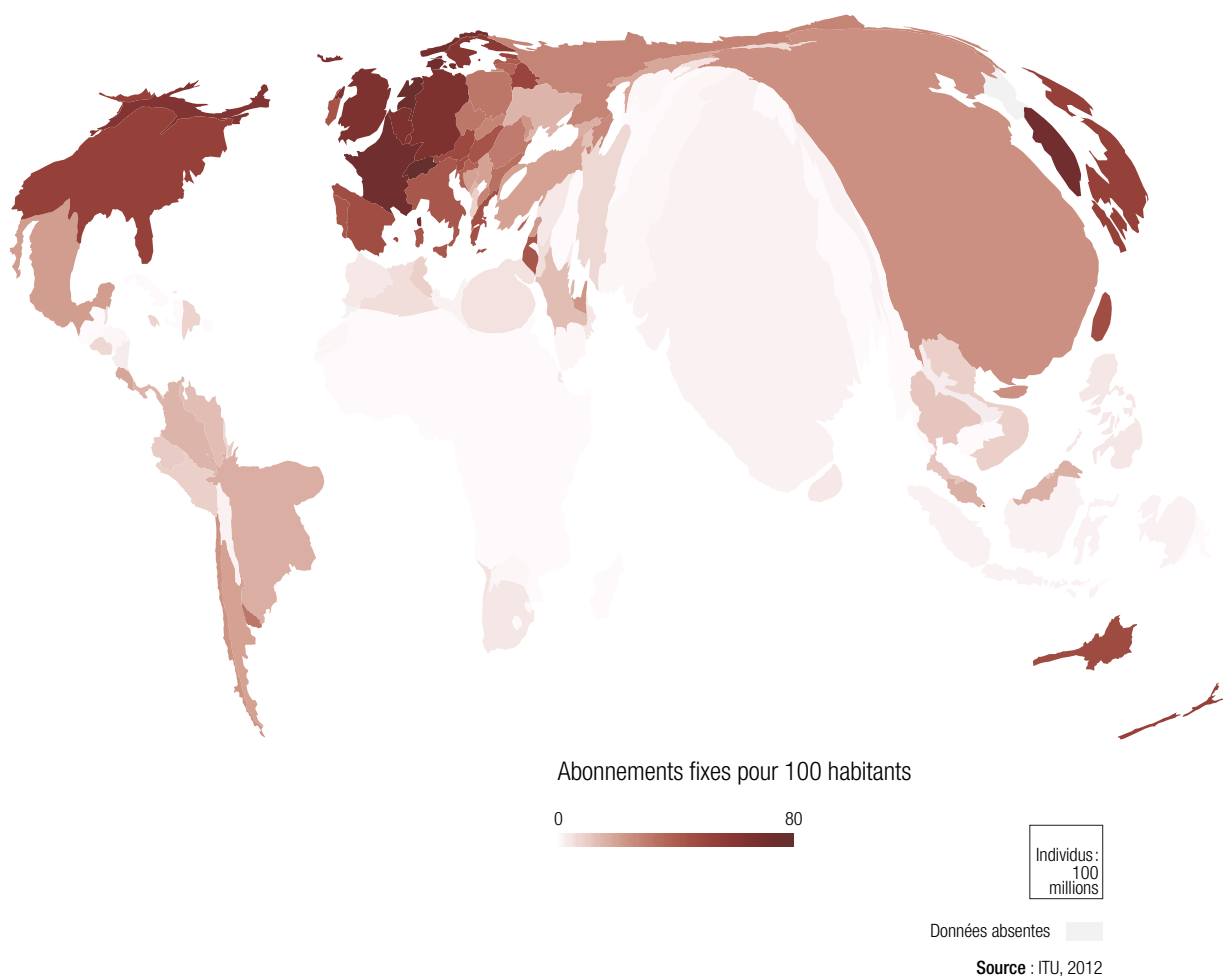 Abonnements fixes pour 100 habitants
0 80
Individus :
100
millions
Données absentes
Source : ITU, 2012